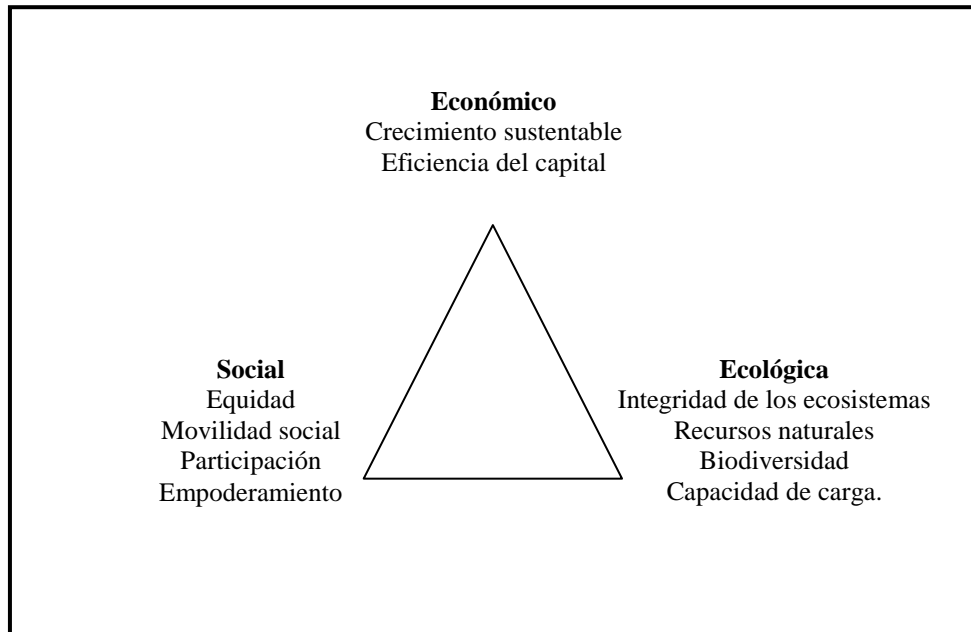 Económico
Crecimiento sustentable
Eficiencia del capital
Social
Equidad
Movilidad social
Participación
Empoderamiento
Ecológica
Integridad de los ecosistemas
Recursos naturales
Biodiversidad
Capacidad de carga.